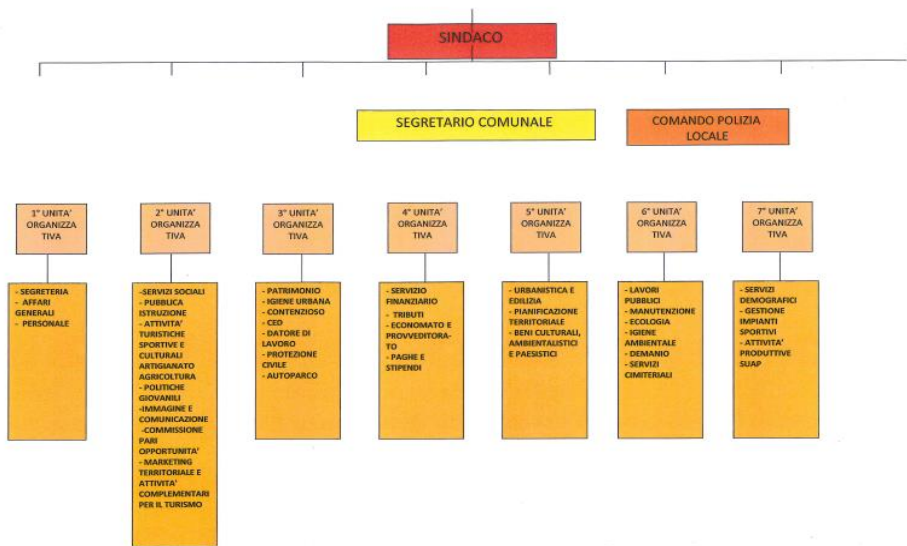 SINDACO
SEGRETARIO COMUNALE
COMANDO POLIZIA
LOCALE
1° UNITA'
ORGANIZZA
TIVA
2° UNITA'
ORGANIZZA
TIVA
3° UNITA'
ORGANIZZA
TIVA
4° UNITA'
ORGANIZZA
TIVA
5° UNITA'
ORGANIZZA
TIVA
6° UNITA'
ORGANIZZA
TIVA
7° UNITA'
ORGANIZZA
TIVA
- SEGRETERIA
- AFFARI
GENERALI
- PERSONALE
-SERVIZI SOCIALI
- PUBBLICA
ISTRUZIONE
- ATTIVITA'
TURISTICHE
SPORTIVE E
CULTURALI
ARTIGIANATO
AGRICOLTURA
- POLITICHE
GIOVANILI
-IMMAGINE E
COMUNICAZIONE
-COMMISSIONE
PARI
OPPORTUNITA'
- MARKETING
TERRITORIALE E
ATTIVITA'
COMPLEMENTARI
PER IL TURISMO
- PATRIMONIO
- IGIENE URBANA
- CONTENZIOSO
- CED
- DATORE DI
LAVORO
- PROTEZIONE
CIVILE
- AUTOPARCO
- SERVIZIO
FINANZIARIO
- TRIBUTI
- ECONOMATO E
PROVVEDITORA-
TO
- PAGHE E
STIPENDI
- URBANISTICA E
EDILIZIA
- PIANIFICAZIONE
TERRITORIALE
- BENI CULTURALI,
AMBIENTALISTICI
E PAESISTICI
- LAVORI
PUBBLICI
- MANUTENZIONE
- ECOLOGIA
- IGIENE
AMBIENTALE
- DEMANIO
- SERVIZI
CIMITERIALI
- SERVIZI
DEMOGRAFICI
- GESTIONE
IMPIANTI
SPORTIVI
- ATTIVITA'
PRODUTTIVE
SUAP